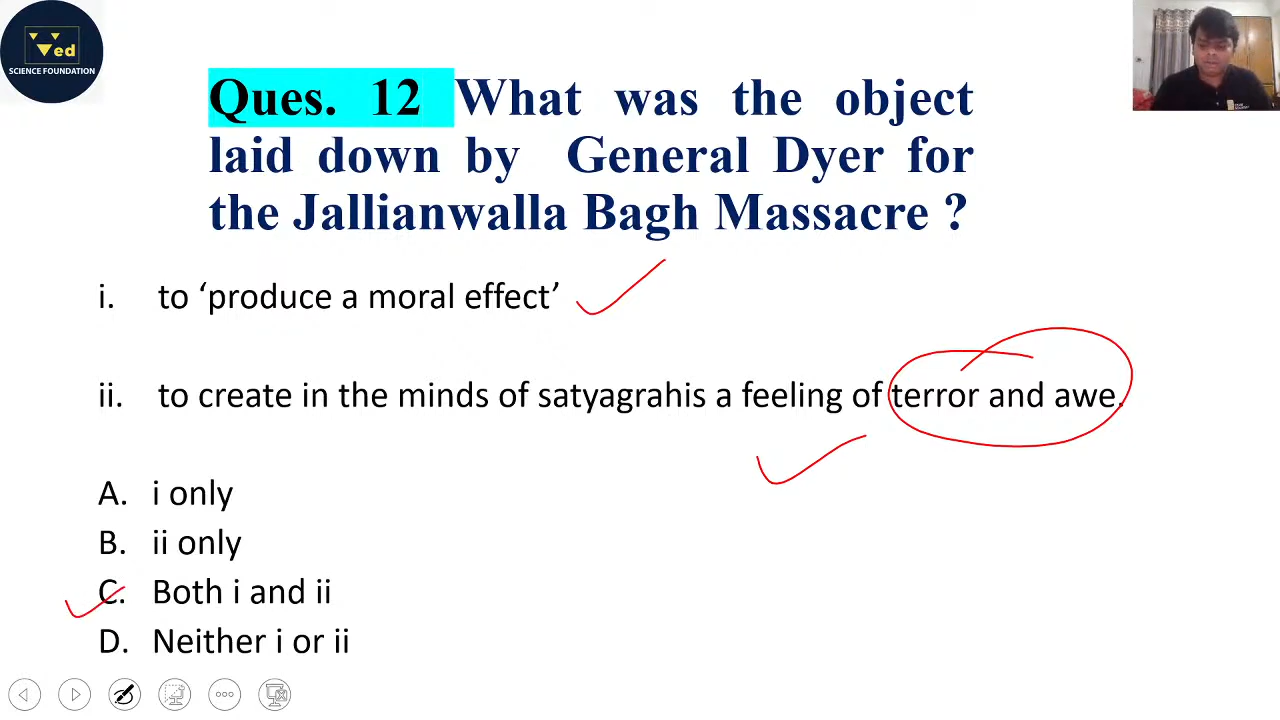 ed
SCIENCE FOUNDATION
Ques. 12 What was the object
laid down by General Dyer for
the Jallianwalla Bagh Massacre ?
i. to ‘produce a moral effect’
ii. to create in the minds of satyagrahis a feeling of terror and awe.
A. i only
B. ii only
C. Both i and ii
D. Neither i or ii